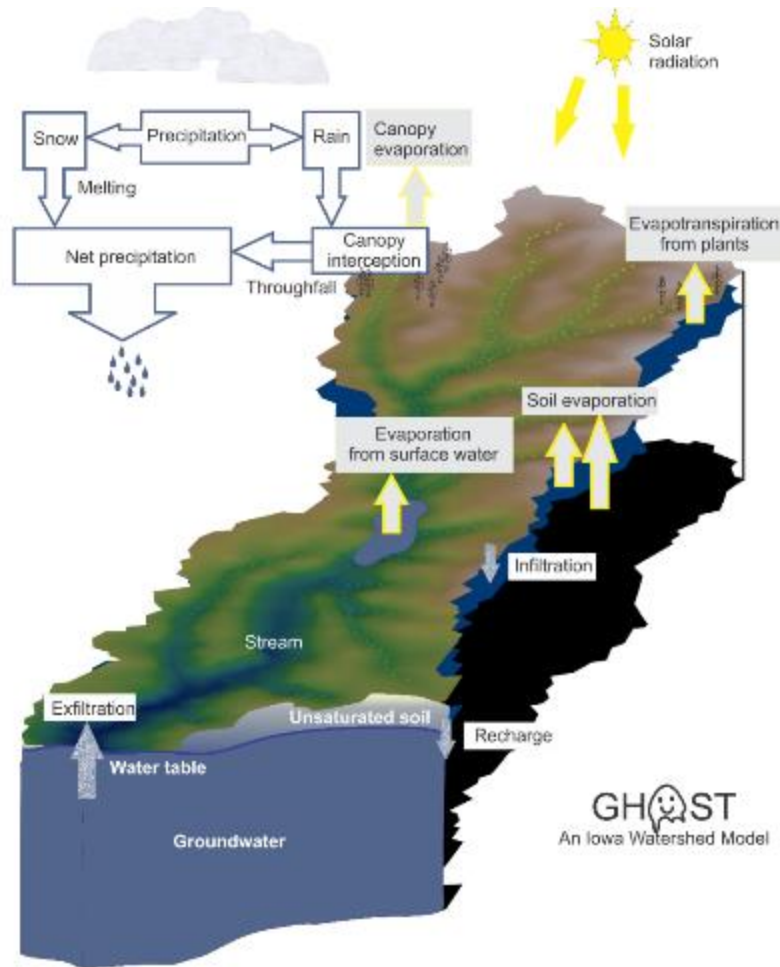 Solar
radiation
Snow
Precipitation
Rain
Canopy
evaporation
Melting
Net precipitation
Canopy
interception
Throughfall
Evapotranspiration
from plants
Soil evaporation
Evaporation
from surface water
Infiltration
Stream
Exfiltration
Unsaturated soil
Recharge
Water table
Groundwater
GHOST
An Iowa Watershed Model